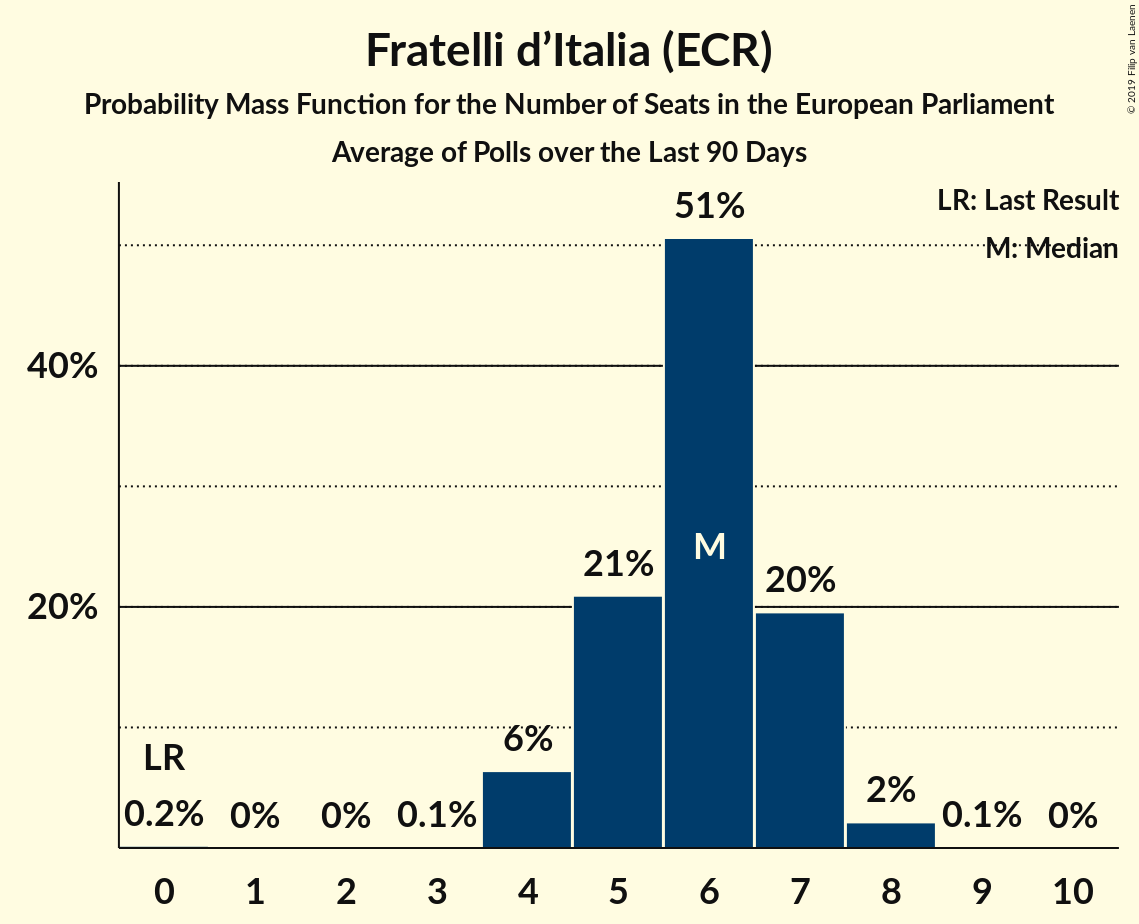 Fratelli d’Italia (ECR)
Probability Mass Function for the Number of Seats in the European Parliament
Average of Polls over the Last 90 Days
© 2019 Filip van Laenen
LR: Last Result
M: Median
51%
40%
M
21%
20%
20%
6%
LR
2%
0.2% 0% 0% 0.1% 0.1% 0%
0 1 2 3 4 5 6 7 8 9 10